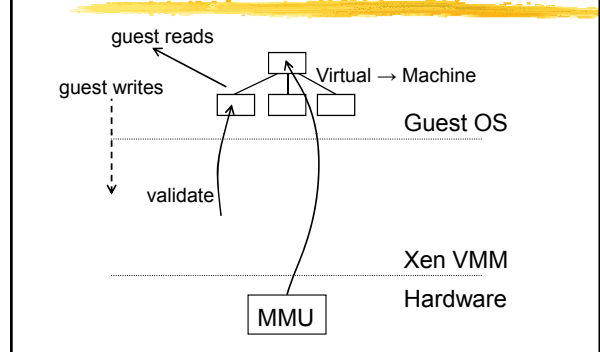 guest reads
Virtual → Machine
guest writes
Guest OS
validate
Xen VMM
Hardware
MMU